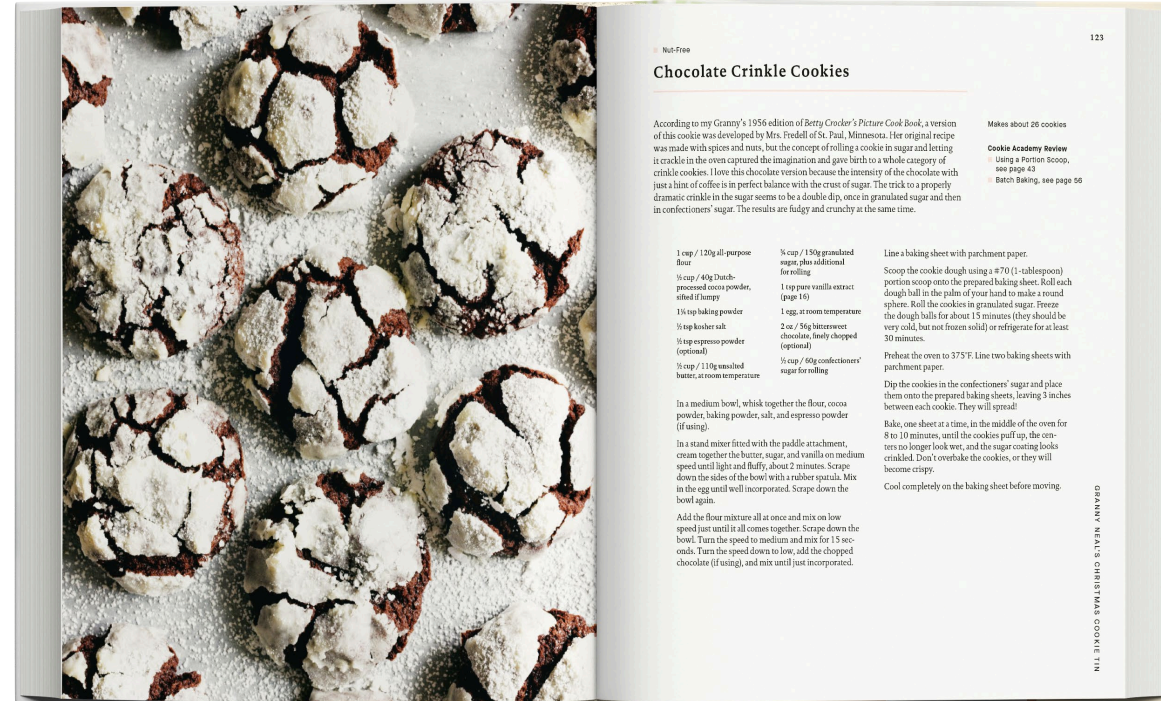 123
Nut-Free
Chocolate Crinkle Cookies
According to my Granny's 1956 edition of Betty Crocker's Picture Cook Book, a version
of this cookie was developed by Mrs. Fredell of St. Paul, Minnesota. Her original recipe
was made with spices and nuts, but the concept of rolling a cookie in sugar and letting
it crackle in the oven captured the imagination and gave birth to a whole category of
crinkle cookies. I love this chocolate version because the intensity of the chocolate with
just a hint of coffee is in perfect balance with the crust of sugar. The trick to a properly
dramatic crinkle in the sugar seems to be a double dip, once in granulated sugar and then
in confectioners' sugar. The results are fudgy and crunchy at the same time.
Makes about 26 cookies
Cookie Academy Review
Using a Portion Scoop,
see page 43
Batch Baking, see page 56
1 cup / 120g all-purpose
flour
½ cup / 40g Dutch-
processed cocoa powder,
sifted if lumpy
1¼ tsp baking powder
½ tsp kosher salt
½ tsp espresso powder
(optional)
½ cup / 110g unsalted
butter, at room temperature
¾ cup / 150g granulated
sugar, plus additional
for rolling
1 tsp pure vanilla extract
(page 16)
1 egg, at room temperature
2 oz / 56g bittersweet
chocolate, finely chopped
(optional)
½ cup / 60g confectioners'
sugar for rolling
In a medium bowl, whisk together the flour, cocoa
powder, baking powder, salt, and espresso powder
(if using).
In a stand mixer fitted with the paddle attachment,
cream together the butter, sugar, and vanilla on medium
speed until light and fluffy, about 2 minutes. Scrape
down the sides of the bowl with a rubber spatula. Mix
in the egg until well incorporated. Scrape down the
bowl again.
Add the flour mixture all at once and mix on low
speed just until it all comes together. Scrape down the
bowl. Turn the speed to medium and mix for 15 sec-
onds. Turn the speed down to low, add the chopped
chocolate (if using), and mix until just incorporated.
Line a baking sheet with parchment paper.
Scoop the cookie dough using a #70 (1-tablespoon)
portion scoop onto the prepared baking sheet. Roll each
dough ball in the palm of your hand to make a round
sphere. Roll the cookies in granulated sugar. Freeze
the dough balls for about 15 minutes (they should be
very cold, but not frozen solid) or refrigerate for at least
30 minutes.
Preheat the oven to 375°F. Line two baking sheets with
parchment paper.
Dip the cookies in the confectioners' sugar and place
them onto the prepared baking sheets, leaving 3 inches
between each cookie. They will spread!
Bake, one sheet at a time, in the middle of the oven for
8 to 10 minutes, until the cookies puff up, the cen-
ters no longer look wet, and the sugar coating looks
crinkled. Don't overbake the cookies, or they will
become crispy.
Cool completely on the baking sheet before moving.
GRANNY NEAL'S CHRISTMAS COOKIE TIN